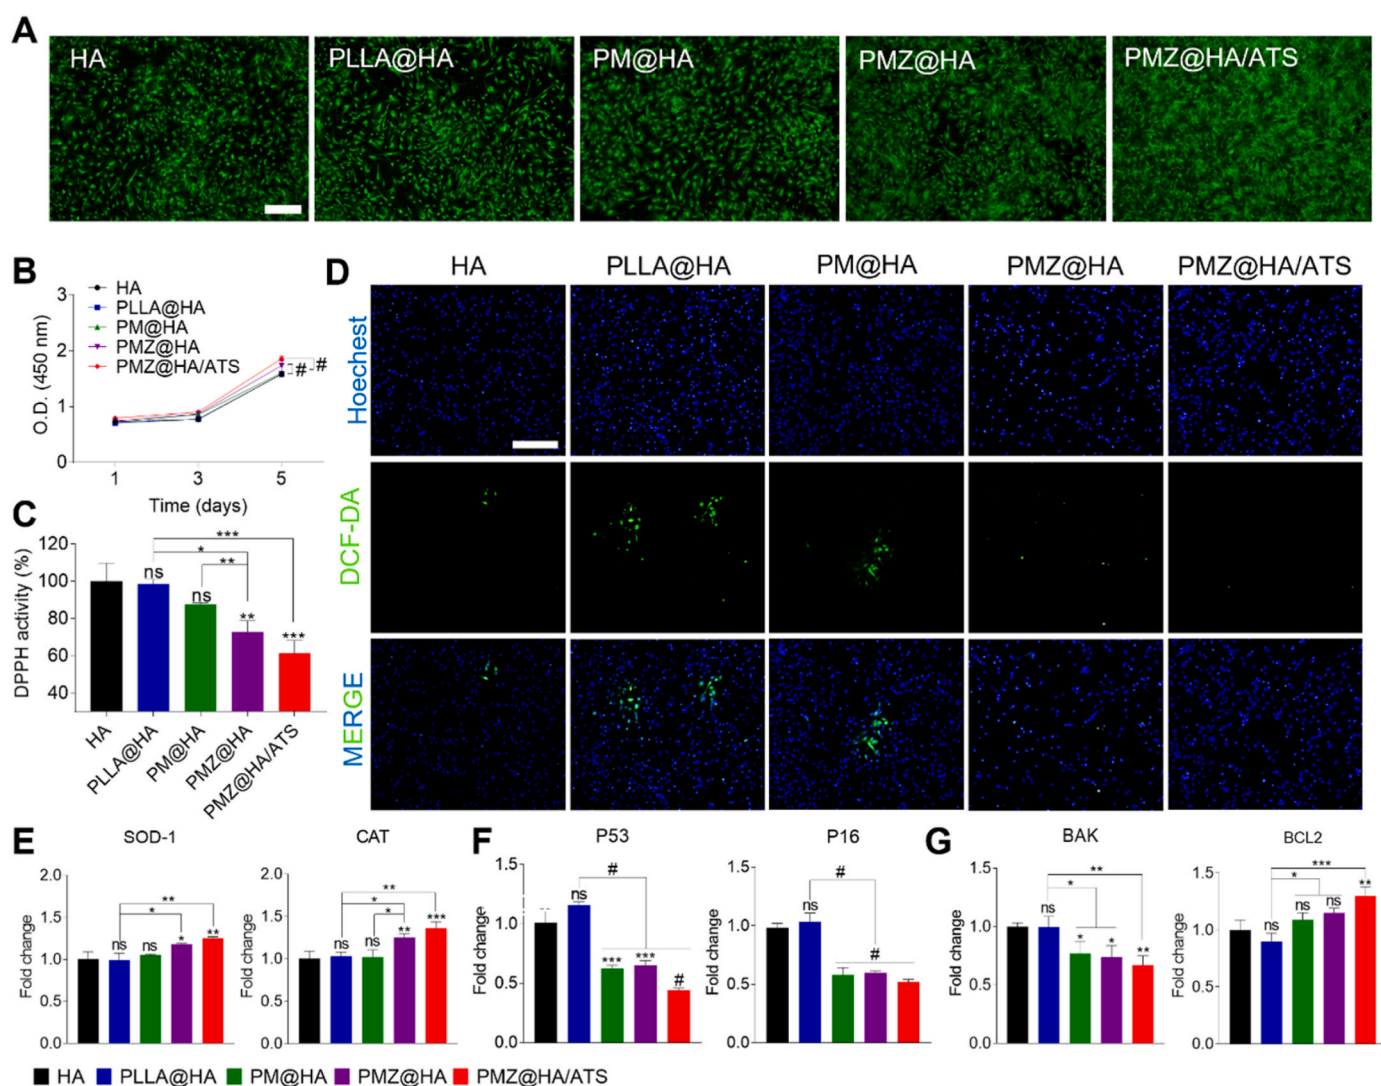 A
HA
PLLA@HA
PM@HA
PMZ@HA
PMZ@HA/ATS
B
HA
PLLA@HA
PM@HA
PMZ@HA
PMZ@HA/ATS
O.D. (450 nm)
3
2
1
0
#
#
1 3 5
Time (days)
C
DPPH activity (%)
120
100
80
60
40
ns
ns
**
***
**
*
***
HA
PLLA@HA
PM@HA
PMZ@HA
PMZ@HA/ATS
D
HA PLLA@HA PM@HA PMZ@HA PMZ@HA/ATS
Hoechest
DCF-DA
MERGE
E
SOD-1
Fold change
2.0
1.5
1.0
0.5
0.0
**
*
ns ns * **
CAT
Fold change
2.0
1.5
1.0
0.5
0.0
**
*
*
ns ns ** ***
F
P53
Fold change
1.5
1.0
0.5
0.0
#
ns
*** *** #
P16
Fold change
1.5
1.0
0.5
0.0
#
ns
#
G
BAK
Fold change
1.5
1.0
0.5
0.0
**
*
ns * * **
BCL2
Fold change
1.5
1.0
0.5
0.0
***
*
ns ns ns **
HA PLLA@HA PM@HA PMZ@HA PMZ@HA/ATS